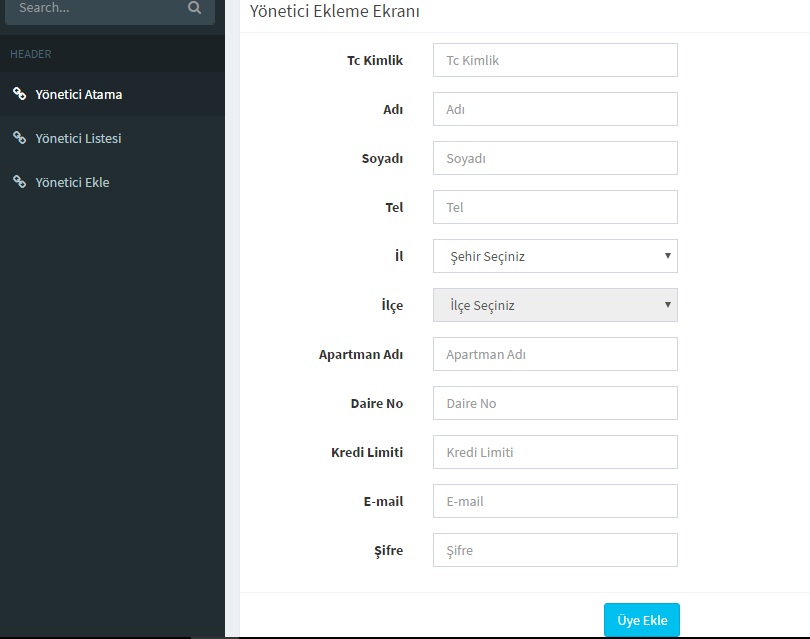 Search...
HEADER
Yönetici Atama
Yönetici Listesi
Yönetici Ekle
Yönetici Ekleme Ekranı
Tc Kimlik Tc Kimlik
Adı Adı
Soyadı Soyadı
Tel Tel
İl Şehir Seçiniz
İlçe İlçe Seçiniz
Apartman Adı Apartman Adı
Daire No Daire No
Kredi Limiti Kredi Limiti
E-mail E-mail
Şifre Şifre
Üye Ekle